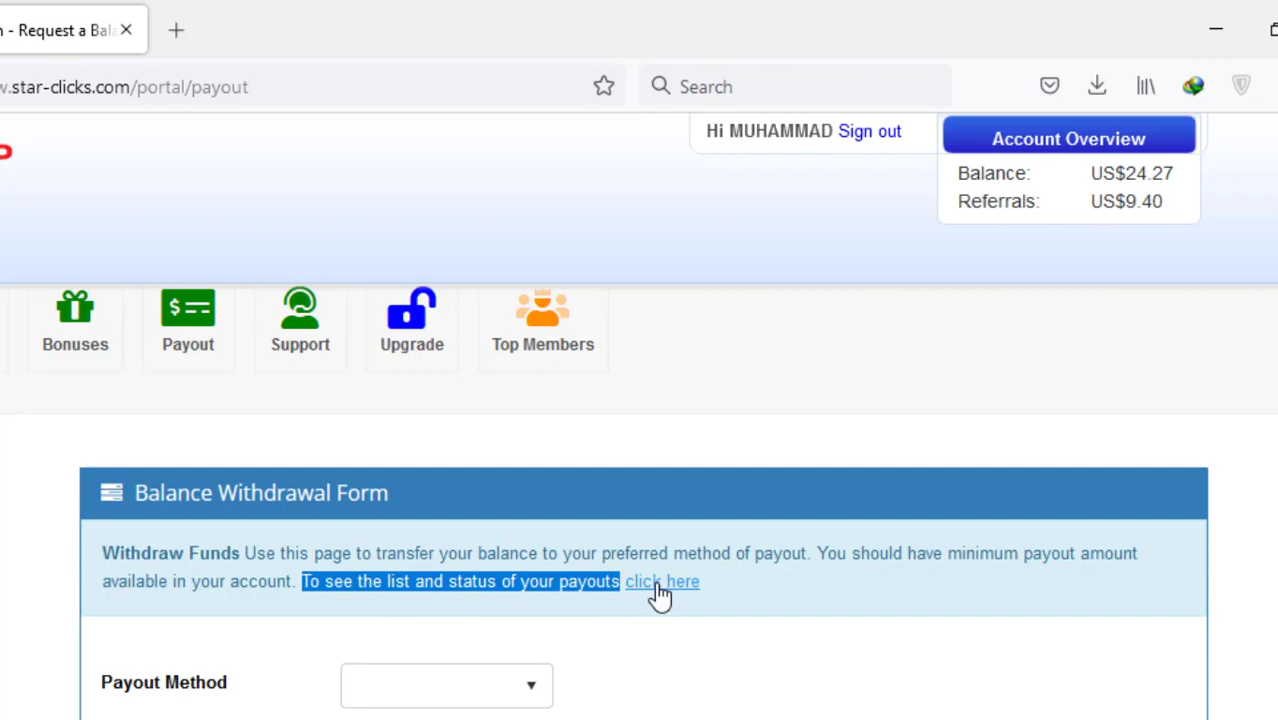 n - Request a Bal
w.star-clicks.com/portal/payout
Search
Hi MUHAMMAD Sign out
Account Overview
Balance: US$24.27
Referrals: US$9.40
Bonuses Payout Support Upgrade Top Members
Balance Withdrawal Form
Withdraw Funds Use this page to transfer your balance to your preferred method of payout. You should have minimum payout amount
available in your account. To see the list and status of your payouts click here
Payout Method